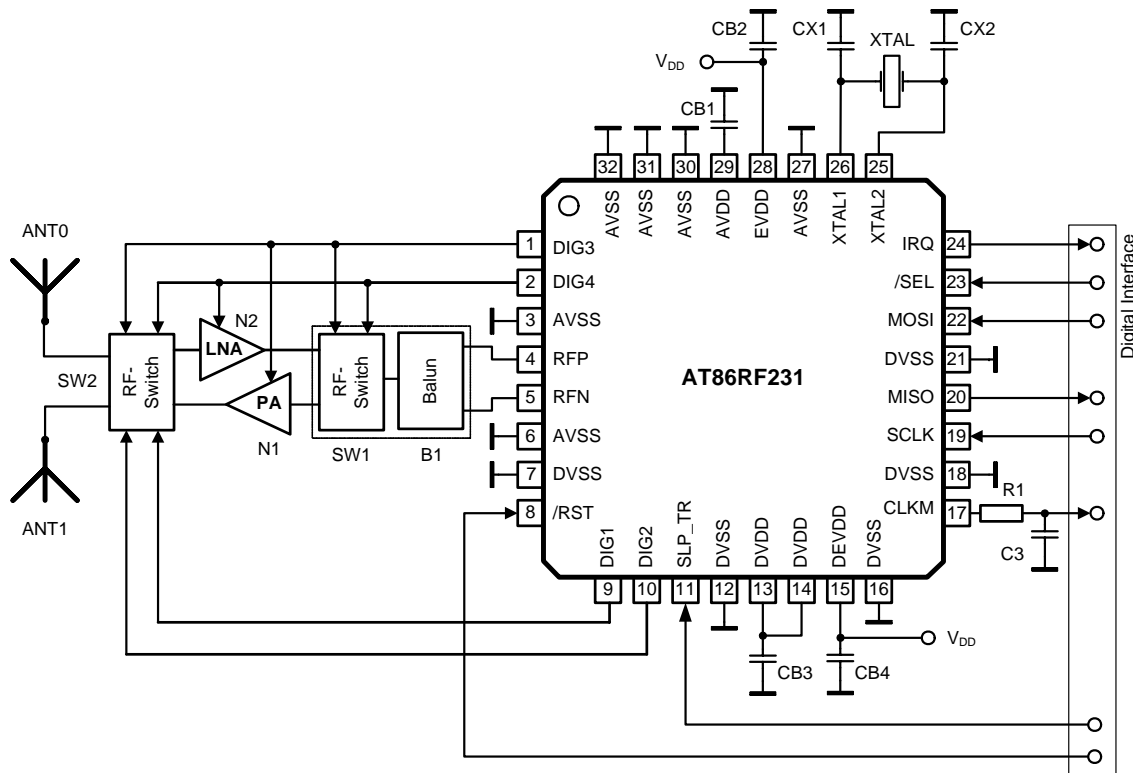 CB2
CX1
XTAL
CX2
VDD
CB1
32
31
30
29
28
27
26
25
AVSS
AVSS
AVSS
AVDD
EVDD
AVSS
XTAL1
XTAL2
ANT0
ANT1
SW2
RF-
Switch
N2
LNA
PA
N1
RF-
Switch
SW1
Balun
B1
1
DIG3
2
DIG4
3
AVSS
4
RFP
5
RFN
6
AVSS
7
DVSS
8
/RST
AT86RF231
IRQ
24
/SEL
23
MOSI
22
DVSS
21
MISO
20
SCLK
19
DVSS
18
CLKM
17
R1
C3
Digital Interface
DIG1
DIG2
SLP_TR
DVSS
DVDD
DVDD
DEVDD
DVSS
9
10
11
12
13
14
15
16
VDD
CB3
CB4